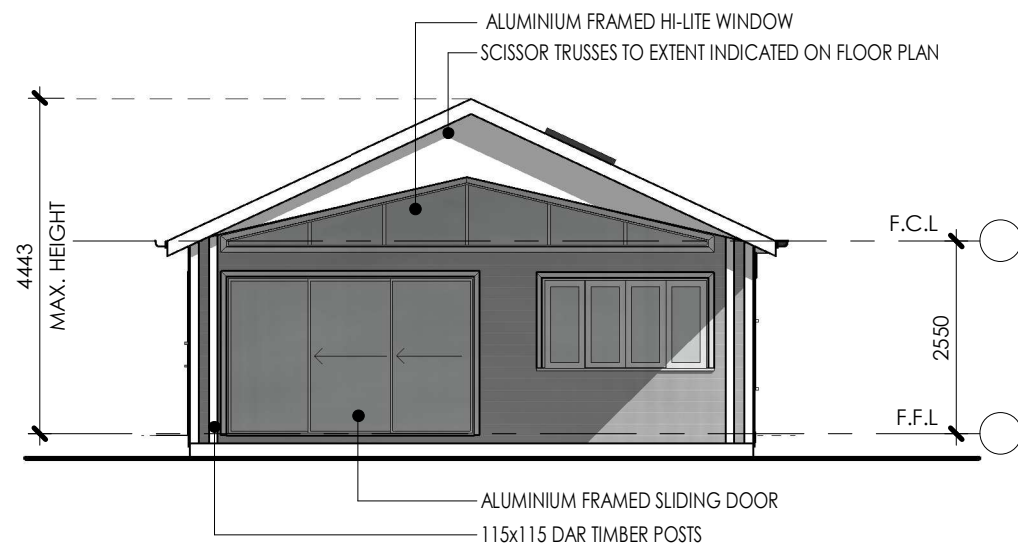 ALUMINIUM FRAMED HI-LITE WINDOW
SCISSOR TRUSSES TO EXTENT INDICATED ON FLOOR PLAN
4443
MAX. HEIGHT
F.C.L
2550
F.F.L
ALUMINIUM FRAMED SLIDING DOOR
115x115 DAR TIMBER POSTS